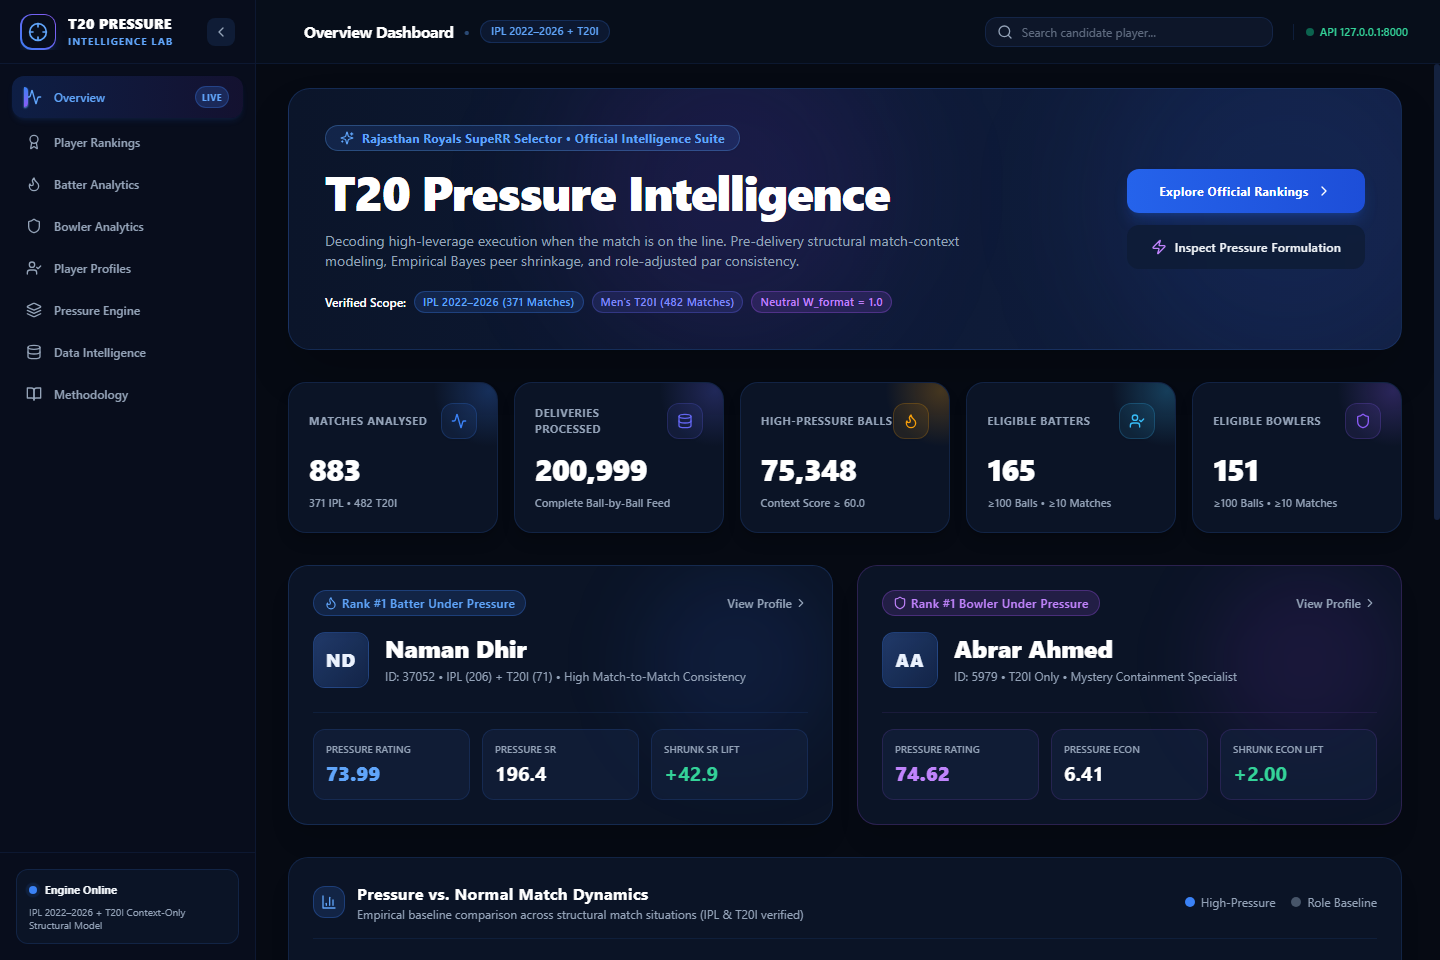 T20 PRESSURE
INTELLIGENCE LAB
Overview Dashboard • IPL 2022–2026 + T20I
Search candidate player...
API 127.0.0.1:8000
Overview LIVE
Player Rankings
Batter Analytics
Bowler Analytics
Player Profiles
Pressure Engine
Data Intelligence
Methodology
Engine Online
IPL 2022–2026 + T20I Context-Only
Structural Model
Rajasthan Royals SupeRR Selector • Official Intelligence Suite
T20 Pressure Intelligence
Decoding high-leverage execution when the match is on the line. Pre-delivery structural match-context
modeling, Empirical Bayes peer shrinkage, and role-adjusted par consistency.
Verified Scope: IPL 2022–2026 (371 Matches) Men's T20I (482 Matches) Neutral W_format = 1.0
Explore Official Rankings
Inspect Pressure Formulation
MATCHES ANALYSED
883
371 IPL • 482 T20I
DELIVERIES
PROCESSED
200,999
Complete Ball-by-Ball Feed
HIGH-PRESSURE BALLS
75,348
Context Score ≥ 60.0
ELIGIBLE BATTERS
165
≥100 Balls • ≥10 Matches
ELIGIBLE BOWLERS
151
≥100 Balls • ≥10 Matches
Rank #1 Batter Under Pressure
View Profile
ND
Naman Dhir
ID: 37052 • IPL (206) + T20I (71) • High Match-to-Match Consistency
PRESSURE RATING
73.99
PRESSURE SR
196.4
SHRUNK SR LIFT
+42.9
Rank #1 Bowler Under Pressure
View Profile
AA
Abrar Ahmed
ID: 5979 • T20I Only • Mystery Containment Specialist
PRESSURE RATING
74.62
PRESSURE ECON
6.41
SHRUNK ECON LIFT
+2.00
Pressure vs. Normal Match Dynamics
Empirical baseline comparison across structural match situations (IPL & T20I verified)
High-Pressure
Role Baseline